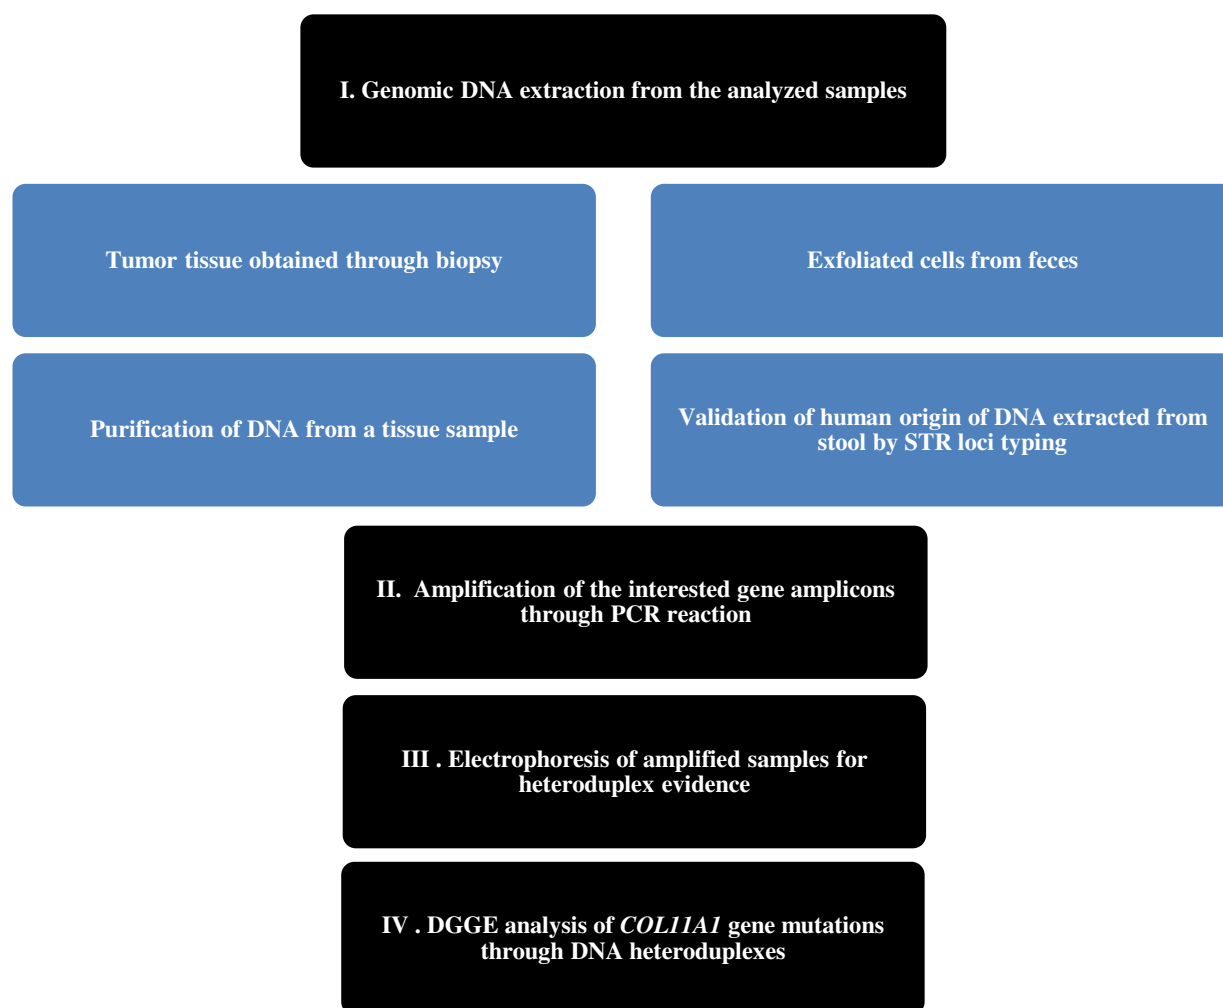 I. Genomic DNA extraction from the analyzed samples
Tumor tissue obtained through biopsy
Exfoliated cells from feces
Purification of DNA from a tissue sample
Validation of human origin of DNA extracted from
stool by STR loci typing
II. Amplification of the interested gene amplicons
through PCR reaction
III . Electrophoresis of amplified samples for
heteroduplex evidence
IV . DGGE analysis of COL11A1 gene mutations
through DNA heteroduplexes